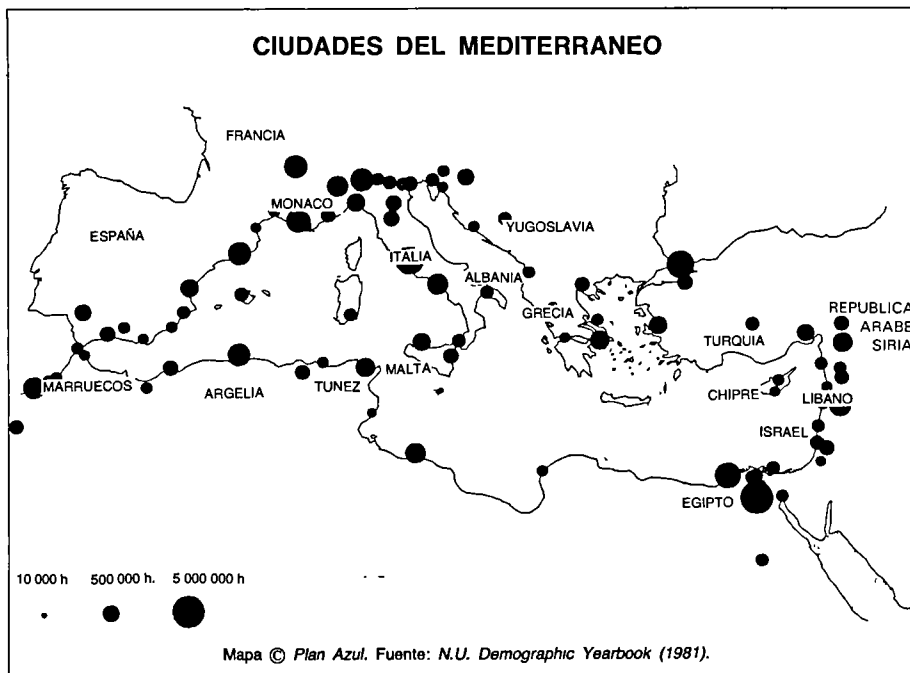 CIUDADES DEL MEDITERRANEO
FRANCIA
MONACO
ESPAÑA
YUGOSLAVIA
ITALIA
ALBANIA
GRECIA
REPUBLICA
ARABE
SIRIA
TURQUIA
MALTA
MARRUECOS
ARGELIA
TUNEZ
CHIPRE
LIBANO
ISRAEL
EGIPTO
10 000 h 500 000 h. 5 000 000 h
Mapa © Plan Azul. Fuente: N.U. Demographic Yearbook (1981).